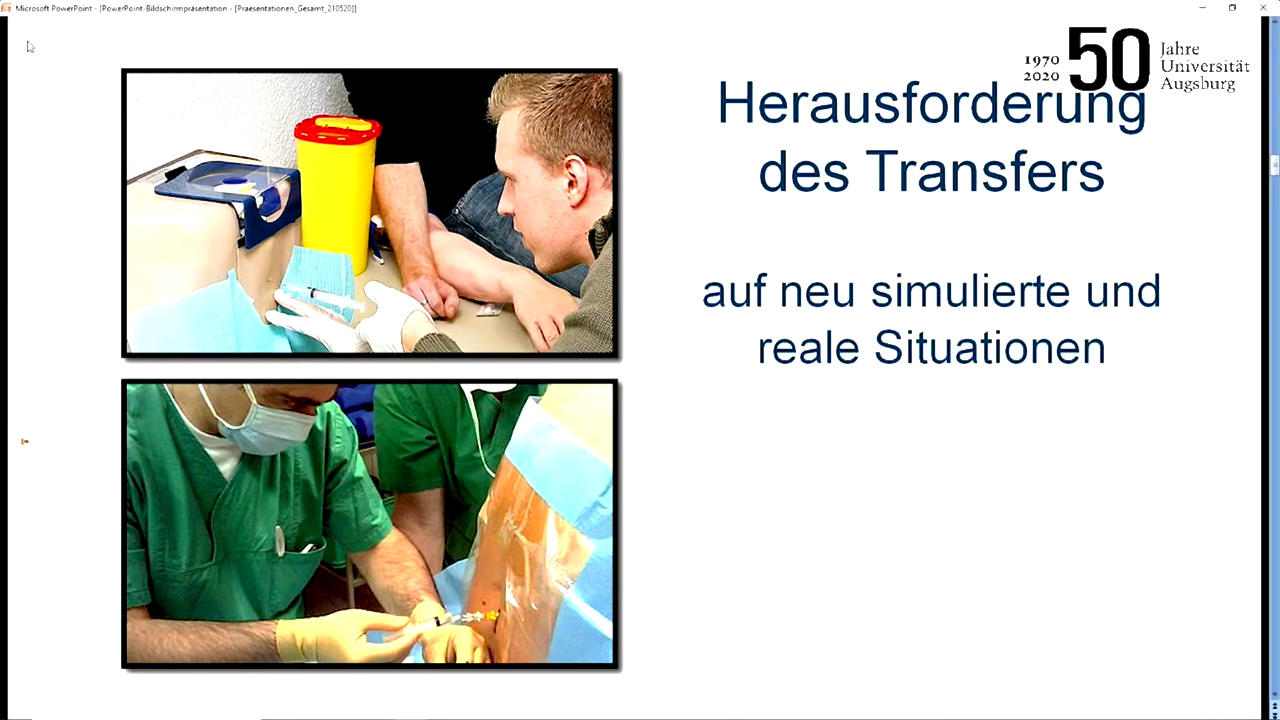 Microsoft PowerPoint - [PowerPoint-Bildschirmpräsentation - [Praesentationen_Gesamt_210520]]
1970
2020
50
Jahre
Universität
Augsburg
Herausforderung
des Transfers
auf neu simulierte und
reale Situationen